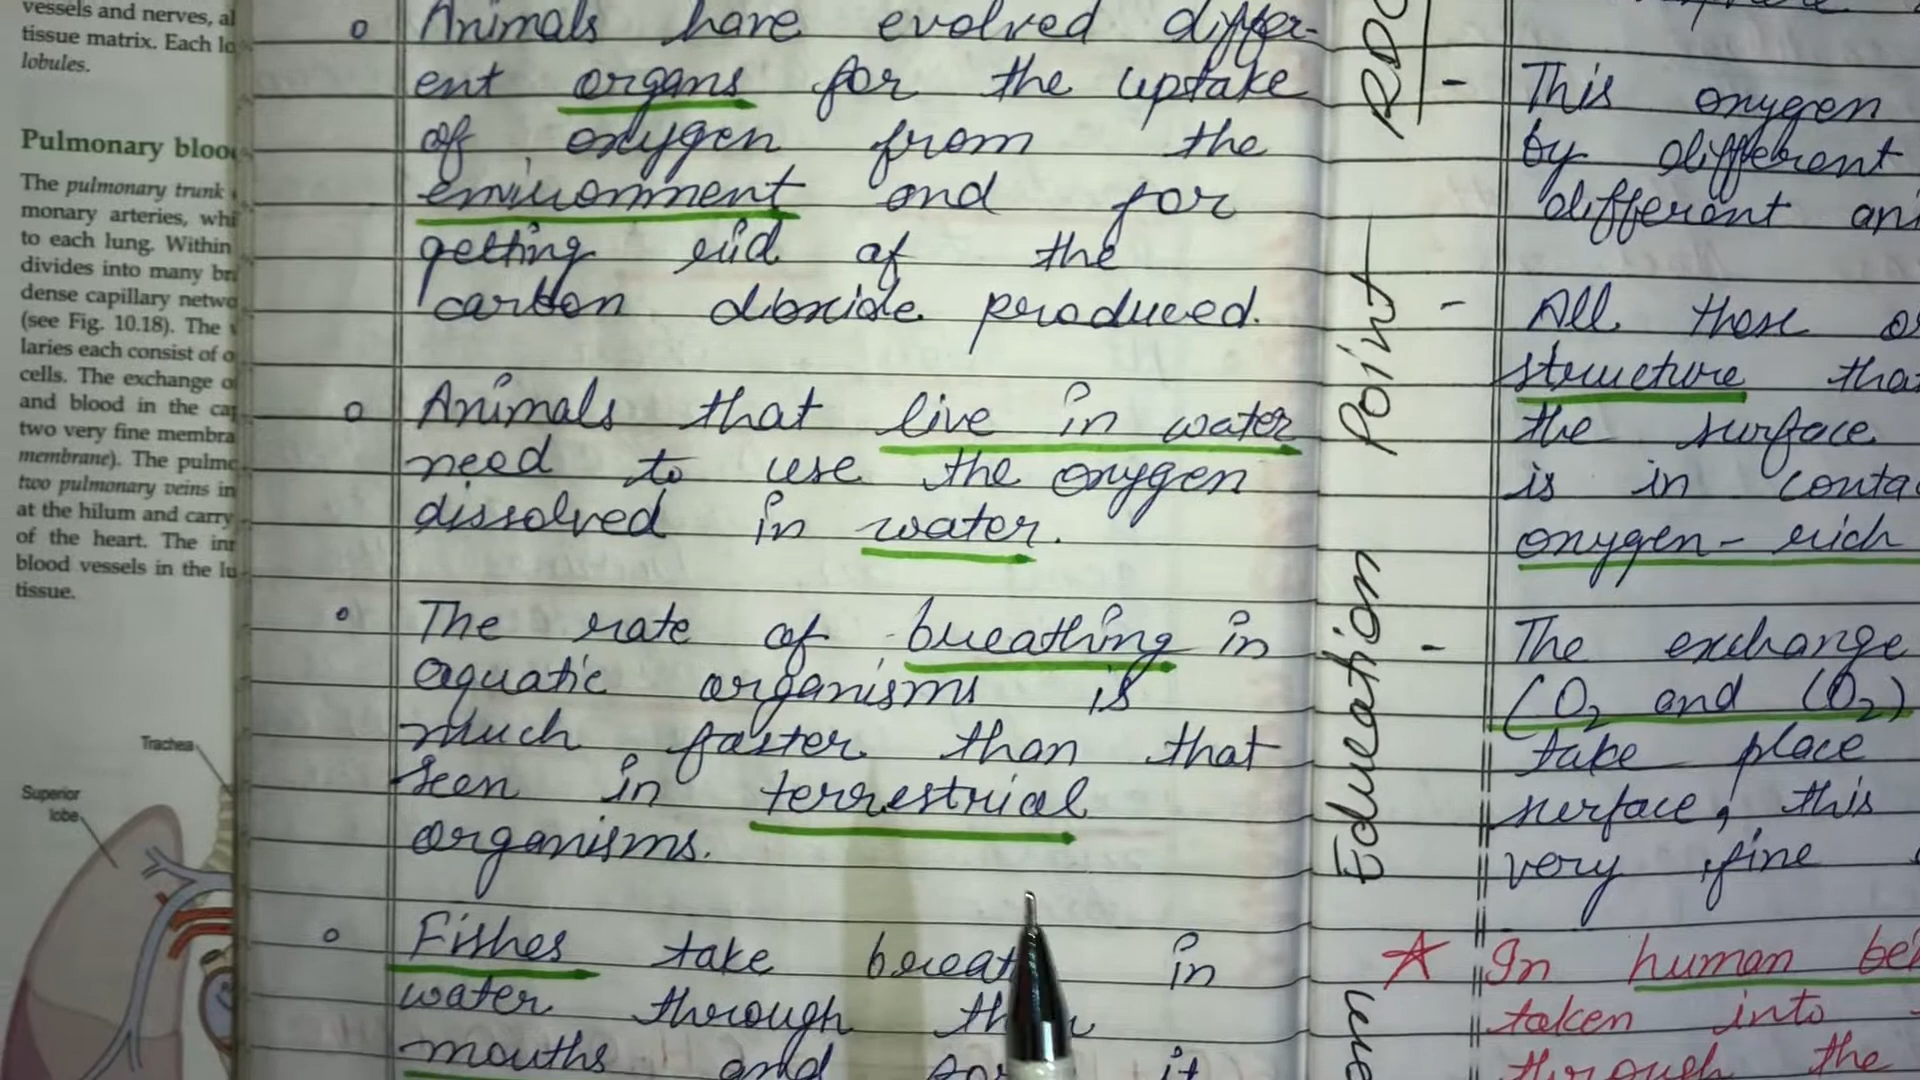 vessels and nerves, al
tissue matrix. Each lo
lobules.
Pulmonary bloo
The pulmonary trunk
monary arteries, whi
to each lung. Within
divides into many br
dense capillary netwo
(see Fig. 10.18). The
laries each consist of o
cells. The exchange o
and blood in the ca
two very fine membra
membrane). The pulmo
two pulmonary veins in
at the hilum and carry
of the heart. The inr
blood vessels in the lu
tissue.
Trachea
Superior
lobe
Animals have evolved differ-
ent organs for the uptake
of oxygen from the
environment and for
getting rid of the
carbon dioxide produced.
Animals that live in water
need to use the oxygen
dissolved in water.
The rate of breathing in
aquatic organisms is
much faster than that
seen in terrestrial
organisms.
Fishes take breath in
water through
mouths and it
RDC
Point
Education
This oxygen
by different
different an
All these o
structure tha
the surface
is in conta
oxygen-rich
The exchange
(O2 and CO2)
take place
surface, this
very fine
In human bei
taken into
through the